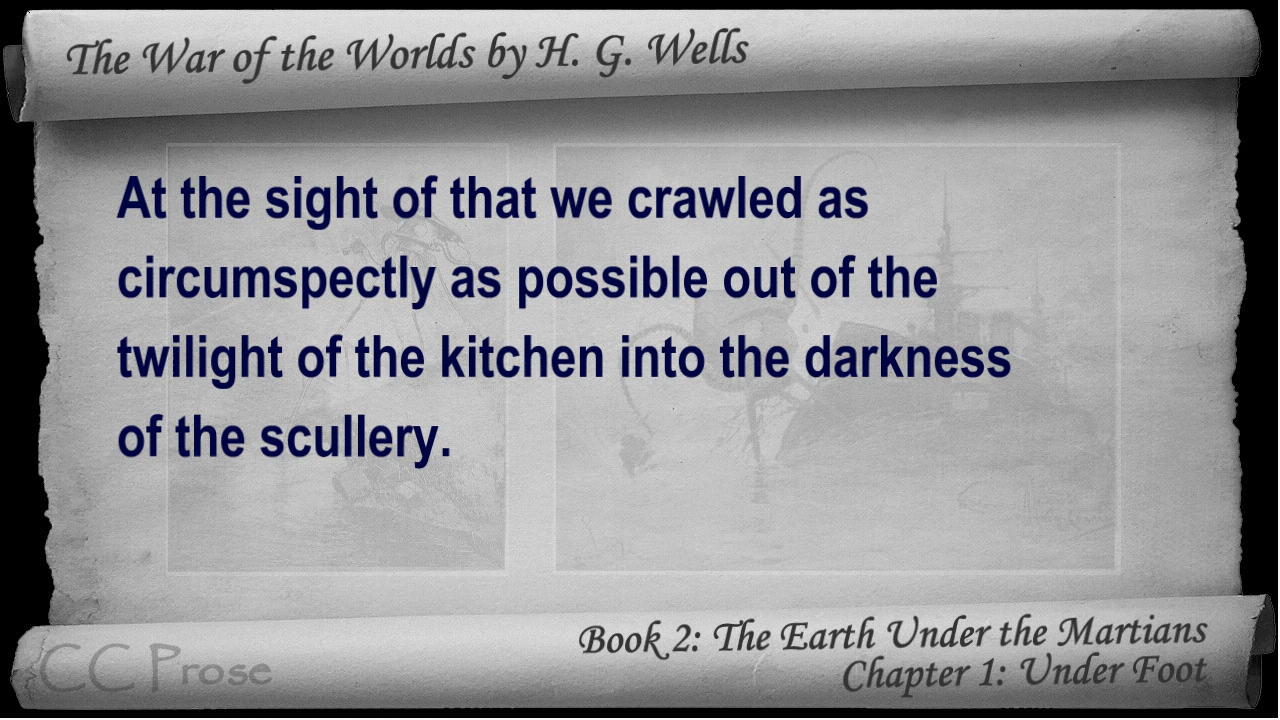 The War of the Worlds by H. G. Wells
At the sight of that we crawled as
circumspectly as possible out of the
twilight of the kitchen into the darkness
of the scullery.
Book 2: The Earth Under the Martians
Chapter 1: Under Foot
CC Prose